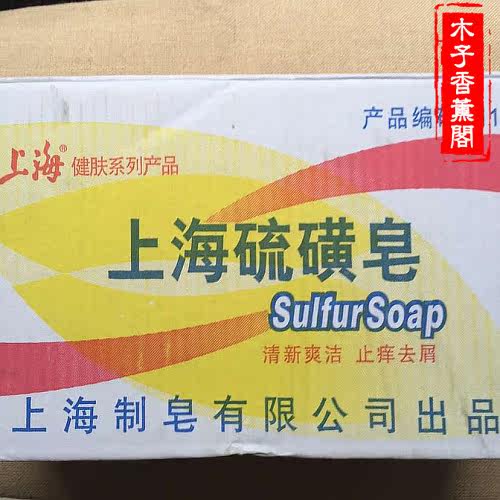 木子香薰閣
产品编
上海® 健肤系列产品
上海硫磺皂
Sulfur Soap
清新爽洁 止痒去屑
上海制皂有限公司出品